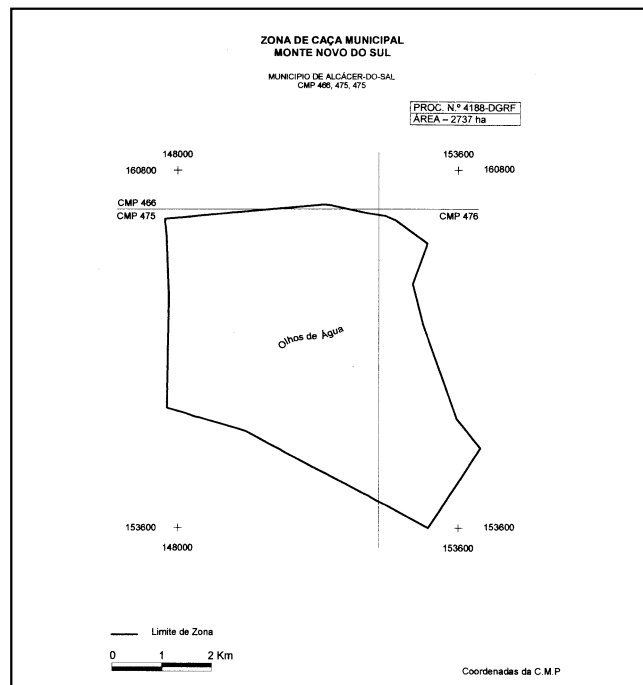 ZONA DE CAÇA MUNICIPAL
MONTE NOVO DO SUL
MUNICIPIO DE ALCÁCER-DO-SAL
CMP 466, 475, 475
PROC. N.º 4188-DGRF
ÁREA – 2737 ha
148000
153600
160800
160800
CMP 466
CMP 475
CMP 476
Olhos de Água
153600
153600
148000
153600
Limite de Zona
0 1 2 Km
Coordenadas da C.M.P